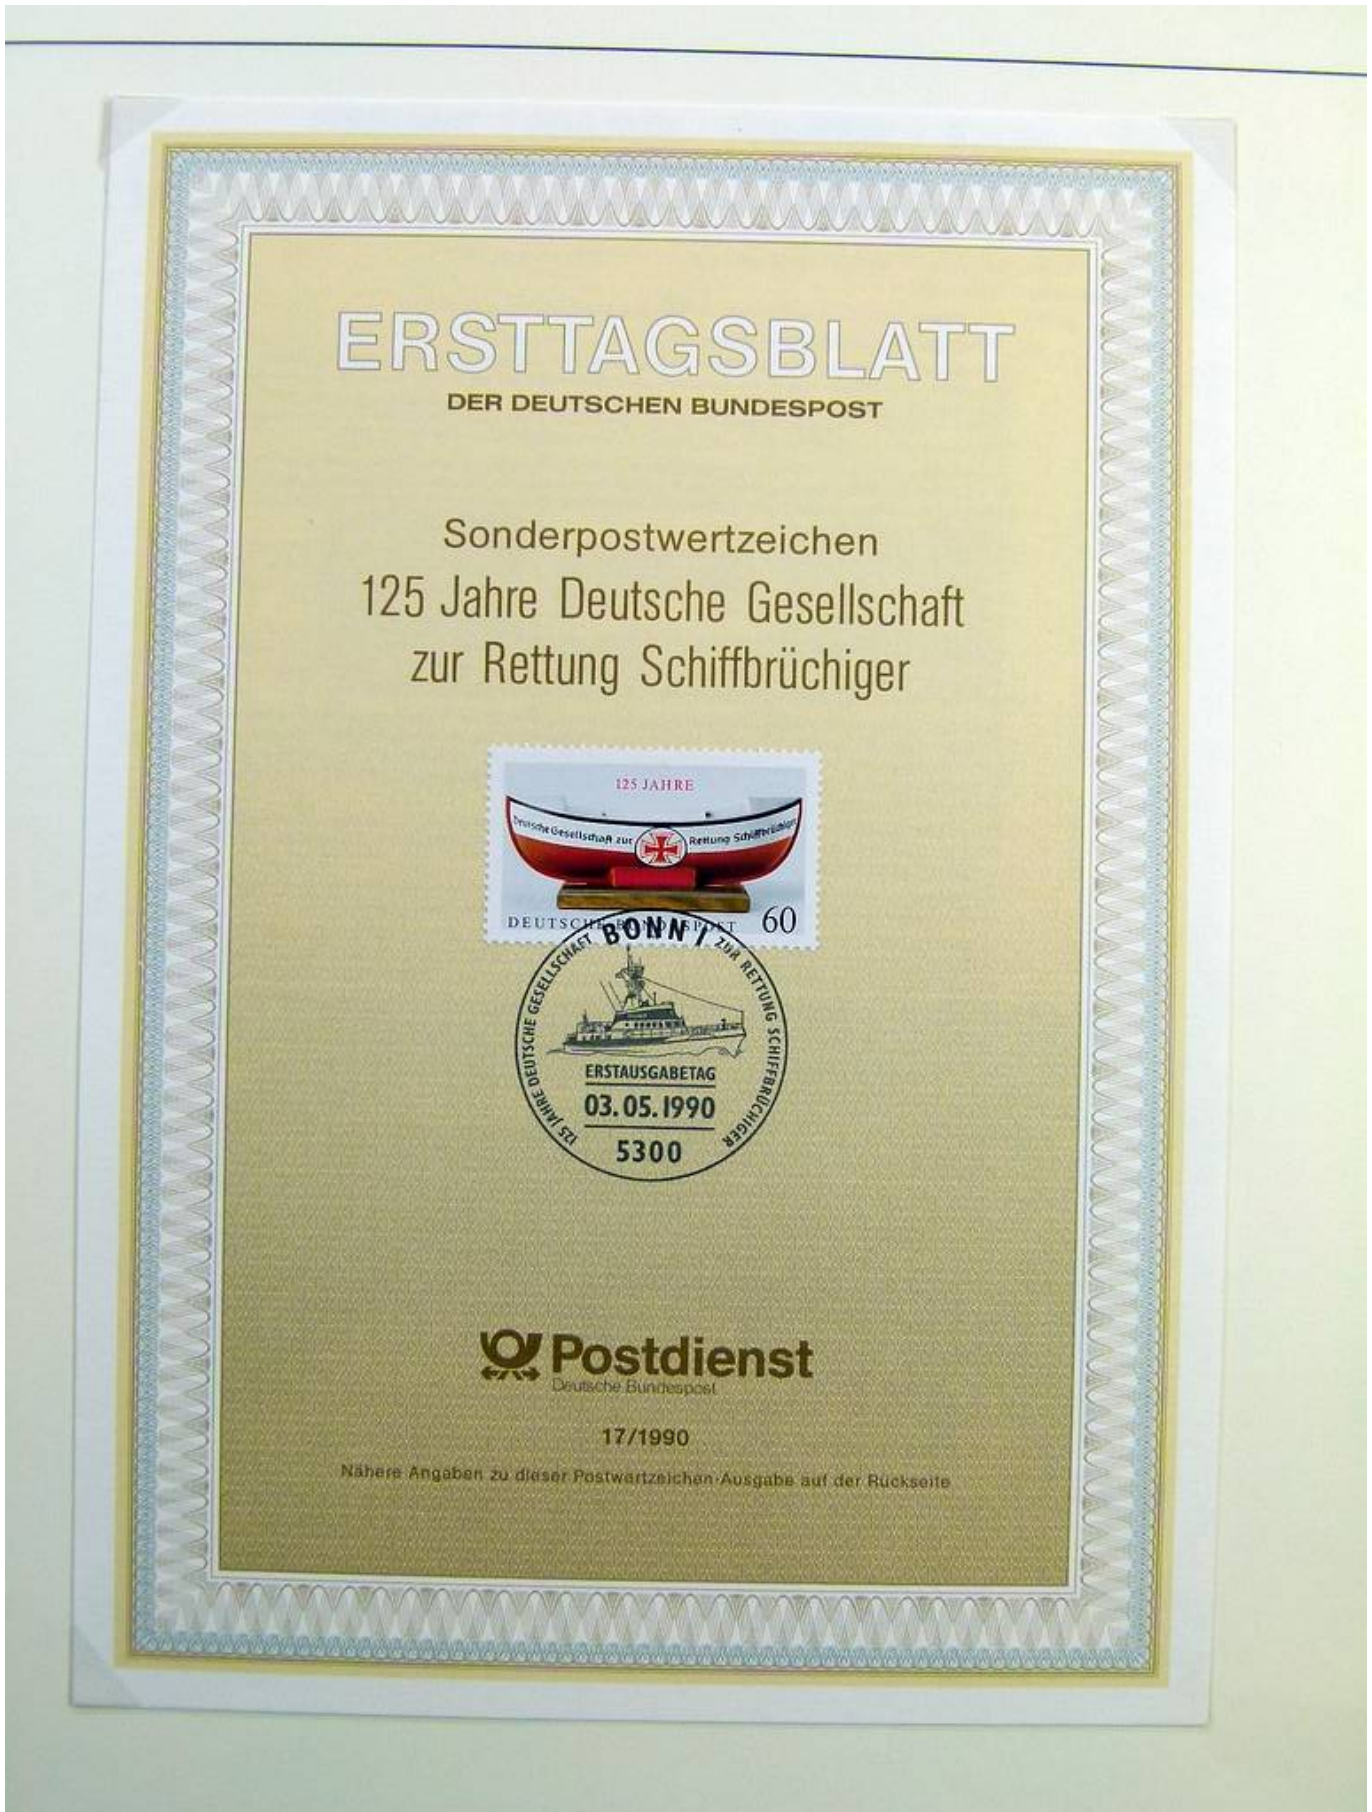 ERSTTAGSBLATT
DER DEUTSCHEN BUNDESPOST
Sonderpostwertzeichen
125 Jahre Deutsche Gesellschaft
zur Rettung Schiffbrüchiger
125 JAHRE
Deutsche Gesellschaft zur Rettung Schiffbrüchiger
DEUTSCHE BUNDESPOST 60
BONN 1
125 JAHRE DEUTSCHE GESELLSCHAFT ZUR RETTUNG SCHIFFBRÜCHIGER
ERSTAUSGABETAG
03.05.1990
5300
Postdienst
Deutsche Bundespost
17/1990
Nähere Angaben zu dieser Postwertzeichen-Ausgabe auf der Rückseite